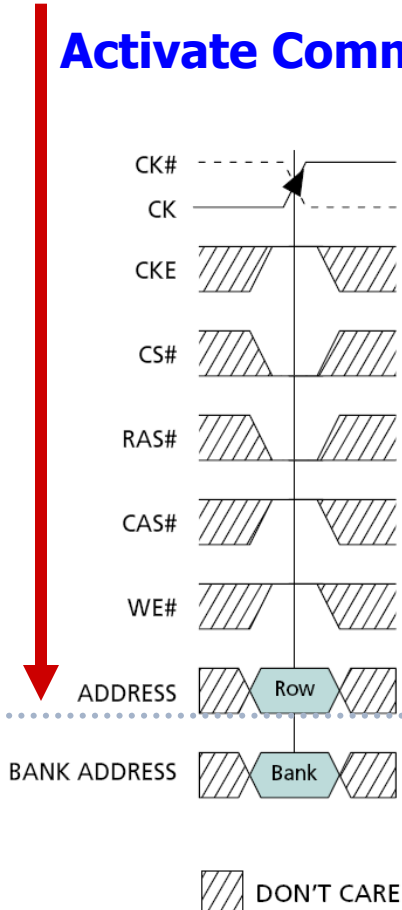 Activate Comm
CK#
CK
CKE
CS#
RAS#
CAS#
WE#
ADDRESS Row
BANK ADDRESS Bank
DON'T CARE